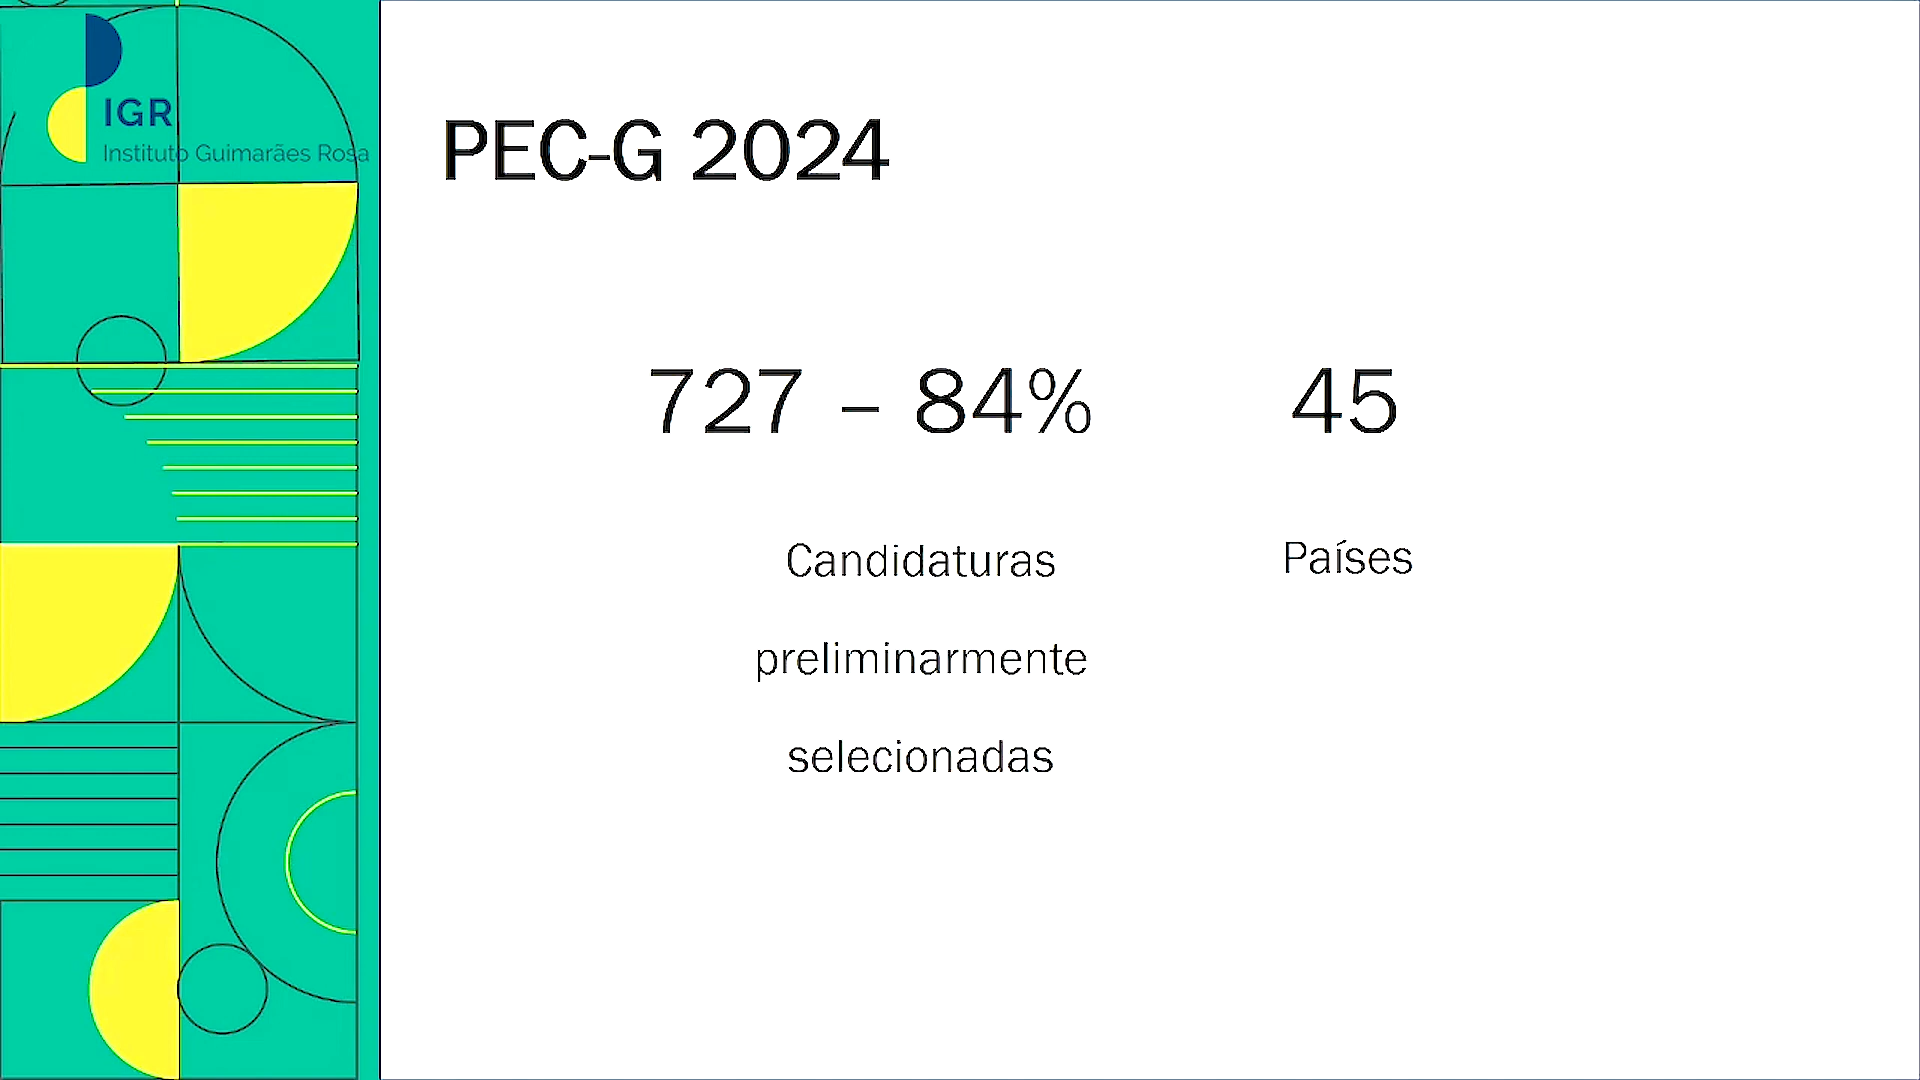 IGR
Instituto Guimarães Rosa
PEC-G 2024
727 – 84%
45
Candidaturas
preliminarmente
selecionadas
Países